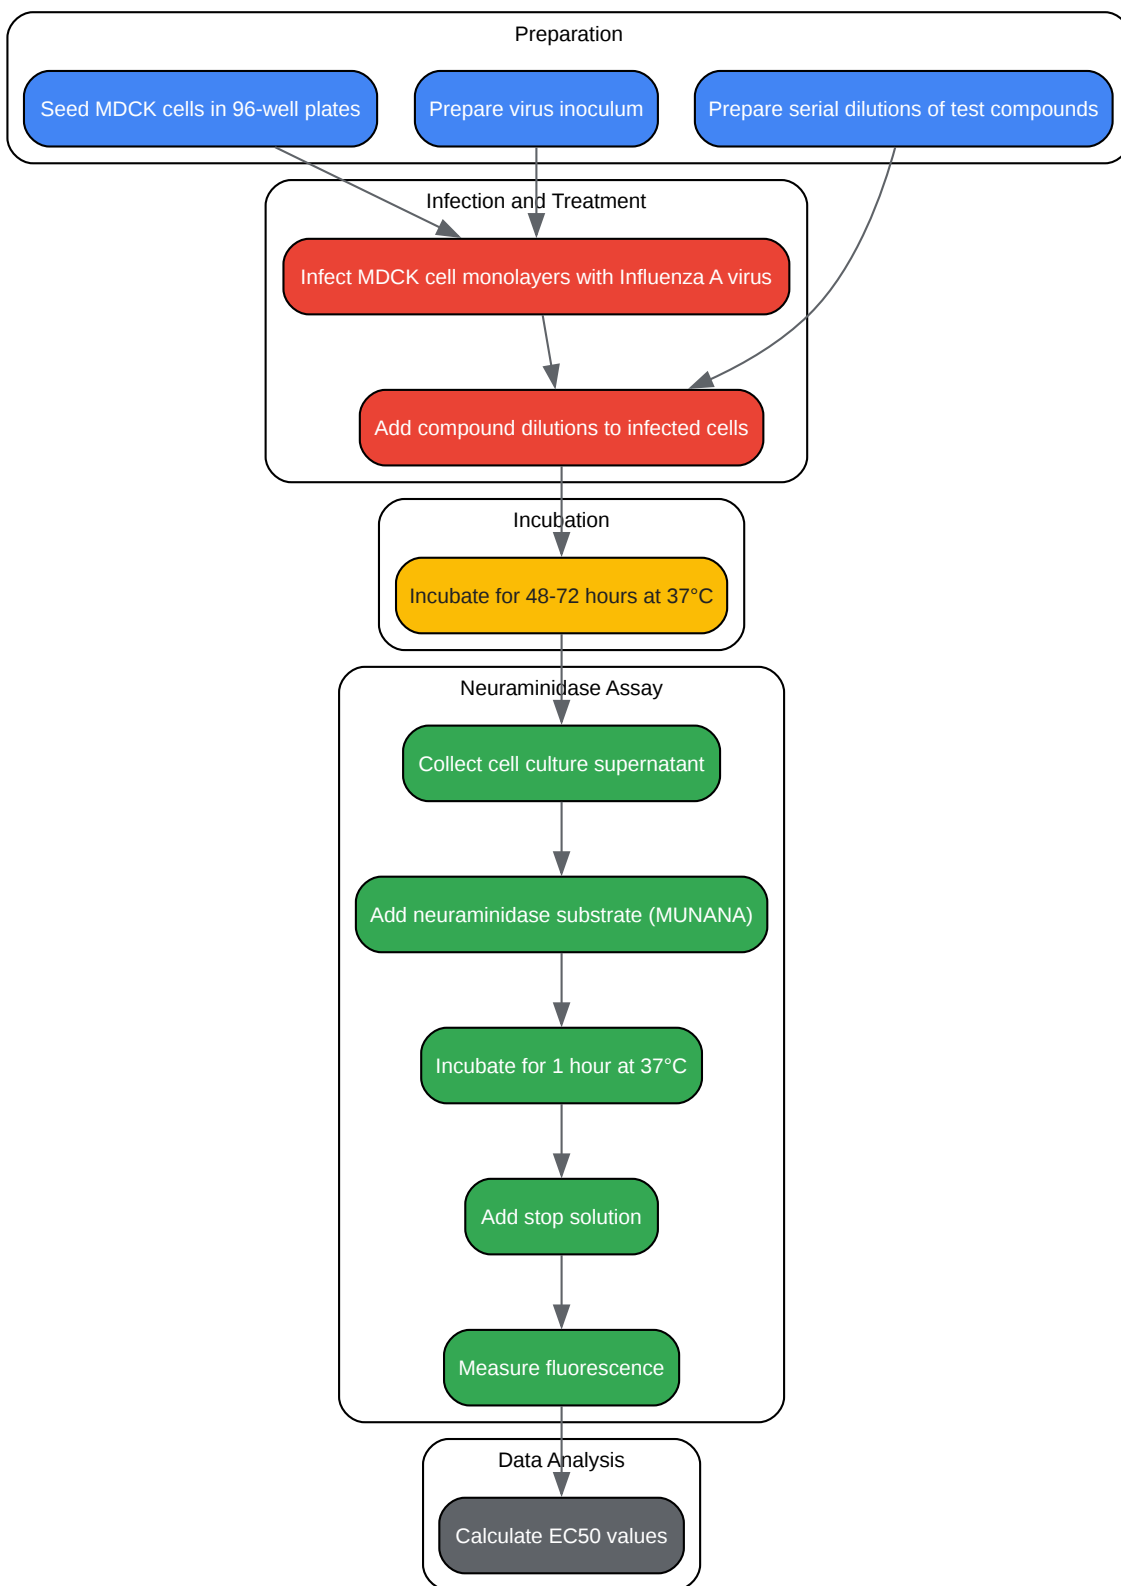 Preparation
Seed MDCK cells in 96-well plates
Prepare virus inoculum
Prepare serial dilutions of test compounds
Infection and Treatment
Infect MDCK cell monolayers with Influenza A virus
Add compound dilutions to infected cells
Incubation
Incubate for 48-72 hours at 37°C
Neuraminidase Assay
Collect cell culture supernatant
Add neuraminidase substrate (MUNANA)
Incubate for 1 hour at 37°C
Add stop solution
Measure fluorescence
Data Analysis
Calculate EC50 values